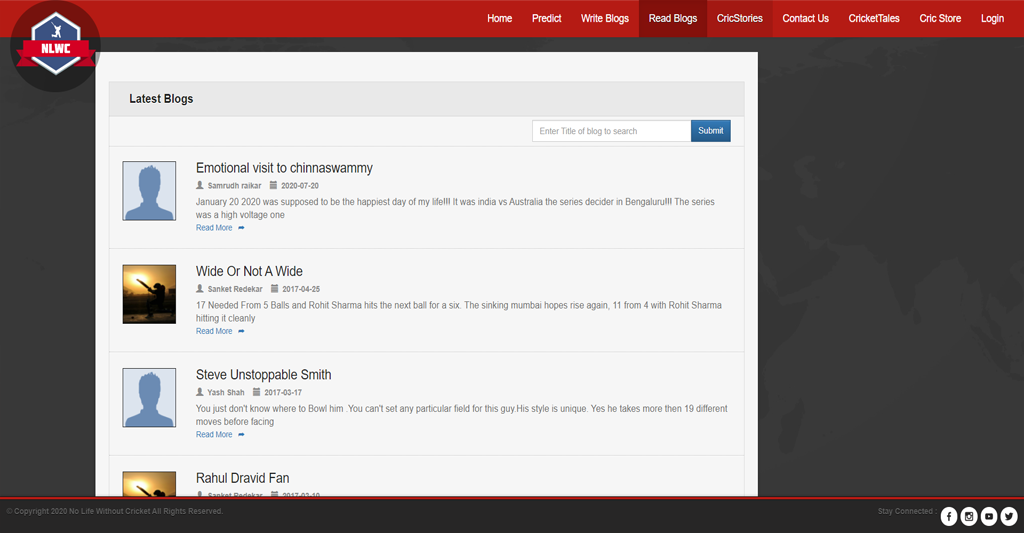 NLWC
Home Predict Write Blogs Read Blogs CricStories Contact Us CricketTales Cric Store Login
Latest Blogs
Enter Title of blog to search Submit
Emotional visit to chinnaswammy
Samrudh raikar 2020-07-20
January 20 2020 was supposed to be the happiest day of my life!!! It was india vs Australia the series decider in Bengaluru!!! The series
was a high voltage one
Read More
Wide Or Not A Wide
Sanket Redekar 2017-04-25
17 Needed From 5 Balls and Rohit Sharma hits the next ball for a six. The sinking mumbai hopes rise again, 11 from 4 with Rohit Sharma
hitting it cleanly
Read More
Steve Unstoppable Smith
Yash Shah 2017-03-17
You just don't know where to Bowl him .You can't set any particular field for this guy.His style is unique. Yes he takes more then 19 different
moves before facing
Read More
Rahul Dravid Fan
Sanket Redekar 2017-03-10
© Copyright 2020 No Life Without Cricket All Rights Reserved. Stay Connected :